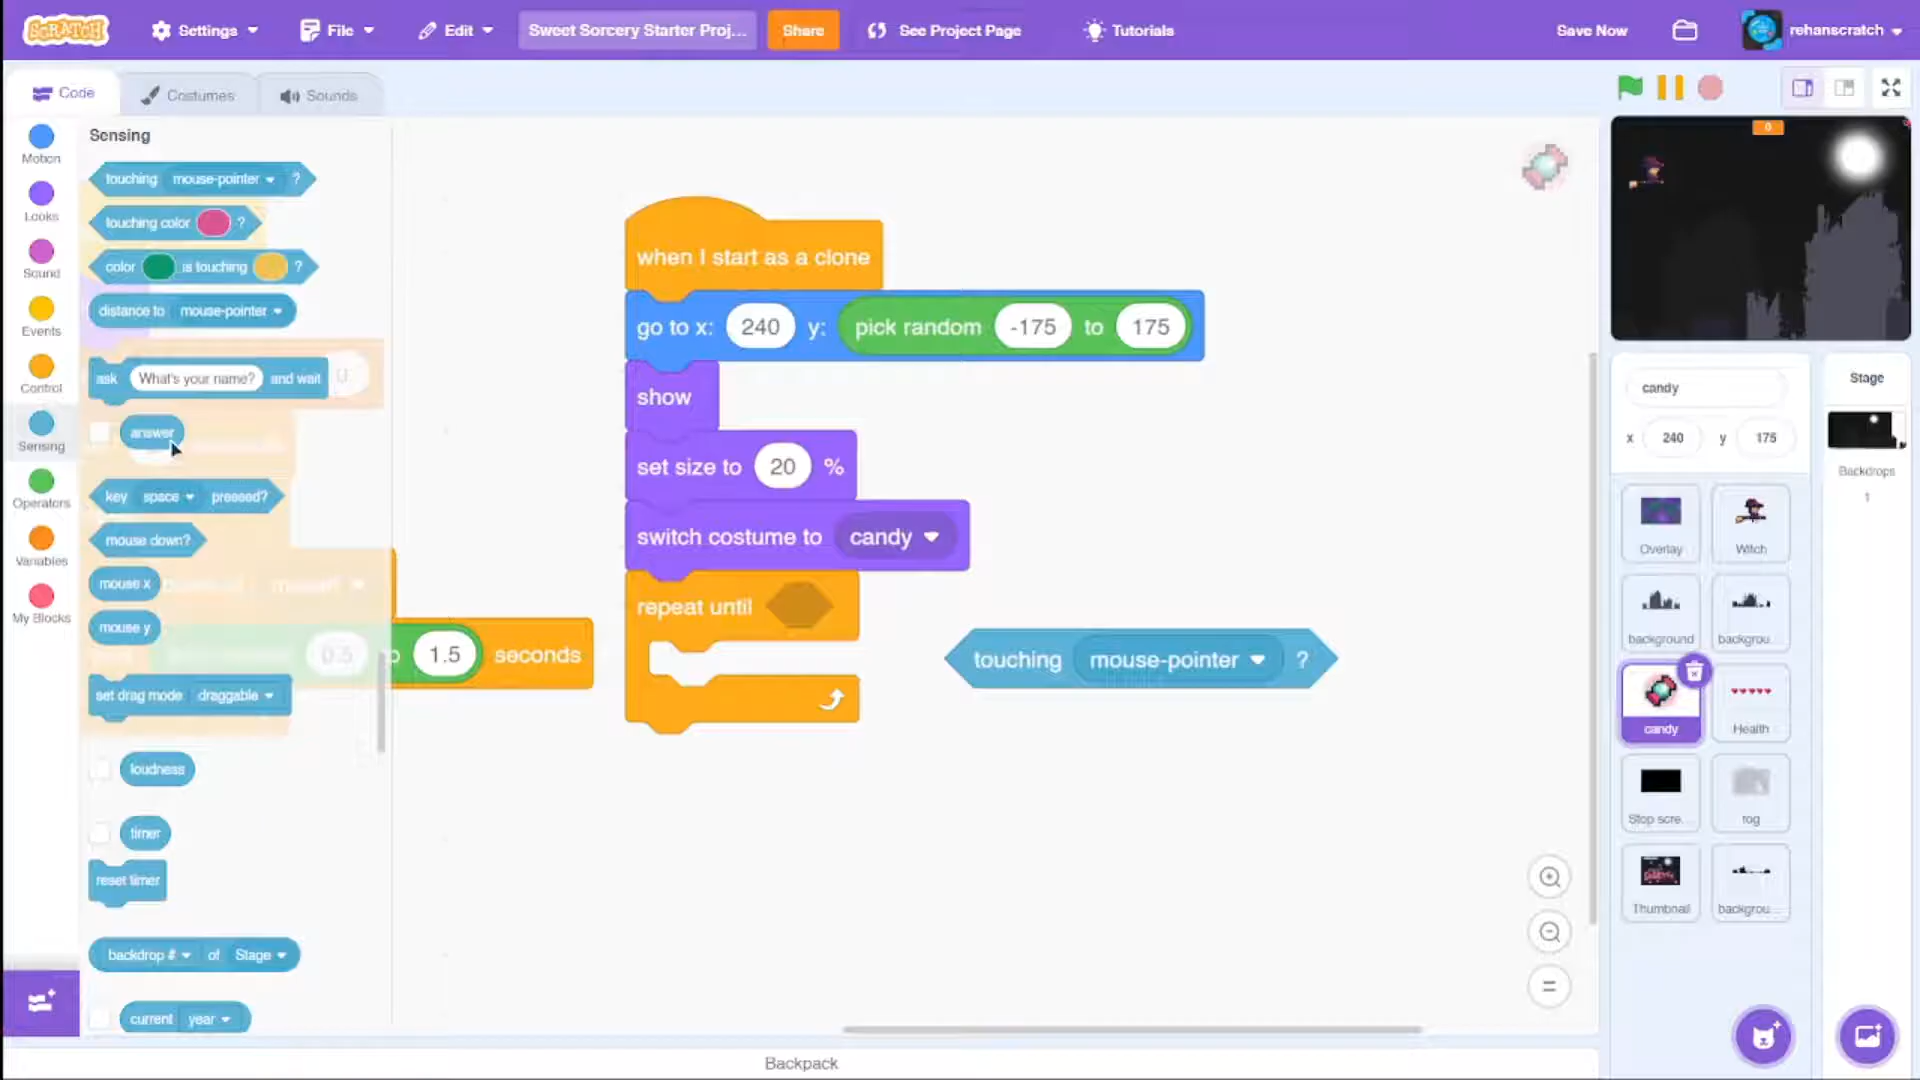 SCRATCH
Settings
File
Edit
Sweet Sorcery Starter Proj...
Share
See Project Page
Tutorials
Save Now
rehanscratch
Code
Costumes
Sounds
Motion
Looks
Sound
Events
Control
Sensing
Operators
Variables
My Blocks
Sensing
touching mouse-pointer ?
touching color ?
color is touching ?
distance to mouse-pointer
ask What's your name? and wait
answer
key space pressed?
mouse down?
mouse x
mouse y
set drag mode draggable
loudness
timer
reset timer
backdrop # of Stage
current year
0.5
1.5 seconds
when I start as a clone
go to x: 240 y: pick random -175 to 175
show
set size to 20 %
switch costume to candy
repeat until
touching mouse-pointer ?
0
candy
x 240 y 175
Overlay
Witch
background
backgrou...
candy
Health
Stop scre...
fog
Thumbnail
backgrou...
Stage
Backdrops
1
Backpack